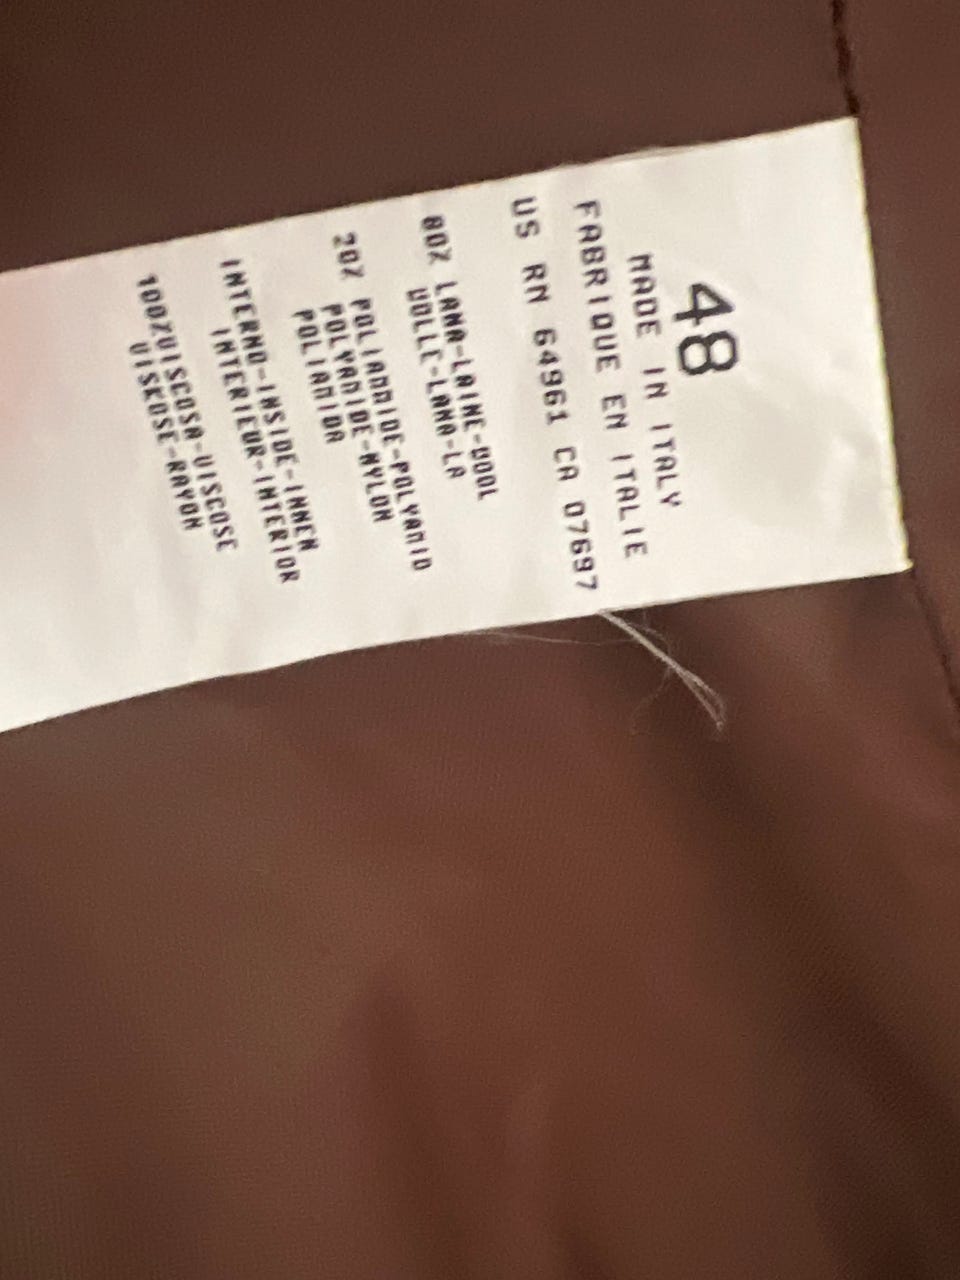 48
MADE IN ITALY
FABRIQUE EN ITALIE
US RN 64961 CA 07697
80% LANA-LAINE-WOOL
WOLLE-LANA-LA
20% POLIAMMIDE-POLYAMID
POLYAMIDE-NYLON
POLIAMIDA
INTERNO-INSIDE-INNEN
INTERIEUR-INTERIOR
100%VISCOSA-VISCOSE
VISKOSE-RAYON